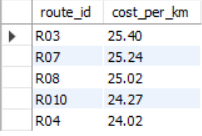 route_id cost_per_km
R03 25.40
R07 25.24
R08 25.02
R010 24.27
R04 24.02